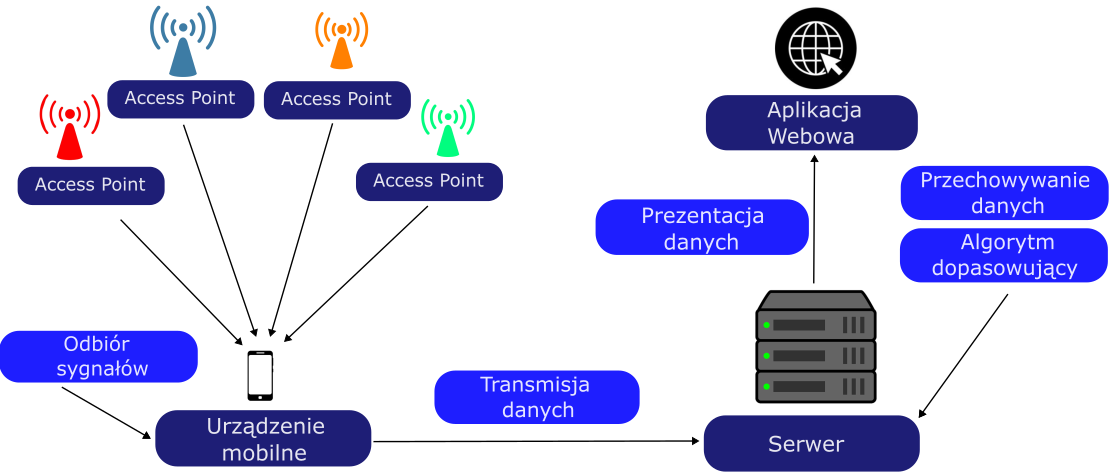 Access Point
Access Point
Access Point
Access Point
Odbiór
sygnałów
Urządzenie
mobilne
Transmisja
danych
Aplikacja
Webowa
Prezentacja
danych
Przechowywanie
danych
Algorytm
dopasowujący
Serwer